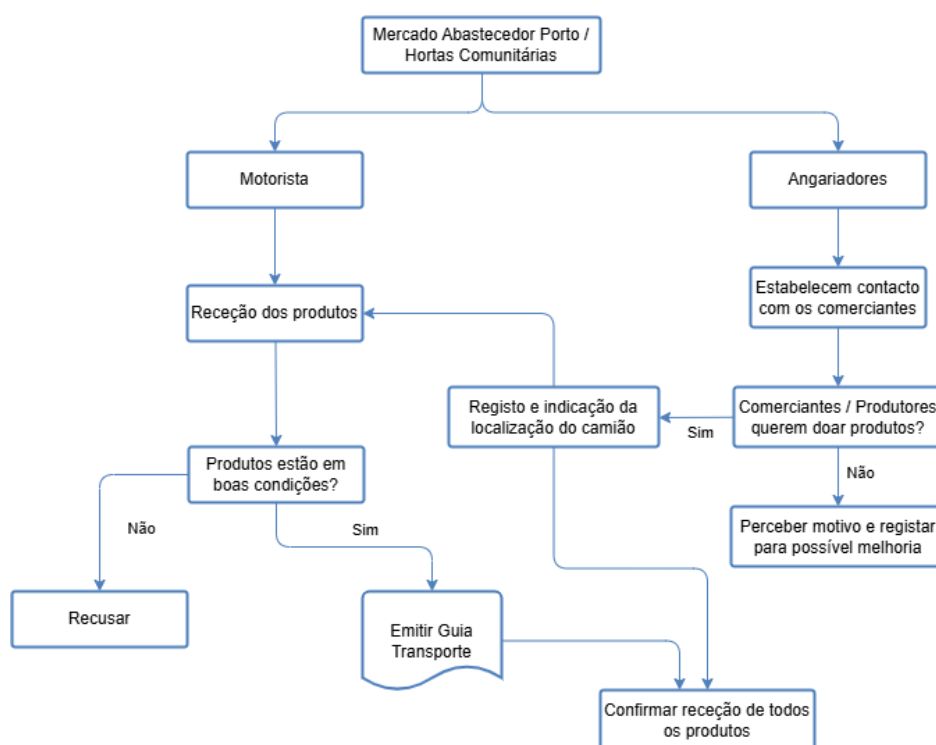 Mercado Abastecedor Porto /
Hortas Comunitárias
Motorista
Angariadores
Receção dos produtos
Estabelecem contacto
com os comerciantes
Registo e indicação da
localização do camião
Sim
Comerciantes / Produtores
querem doar produtos?
Produtos estão em
boas condições?
Não
Não
Sim
Perceber motivo e registar
para possível melhoria
Recusar
Emitir Guia
Transporte
Confirmar receção de todos
os produtos